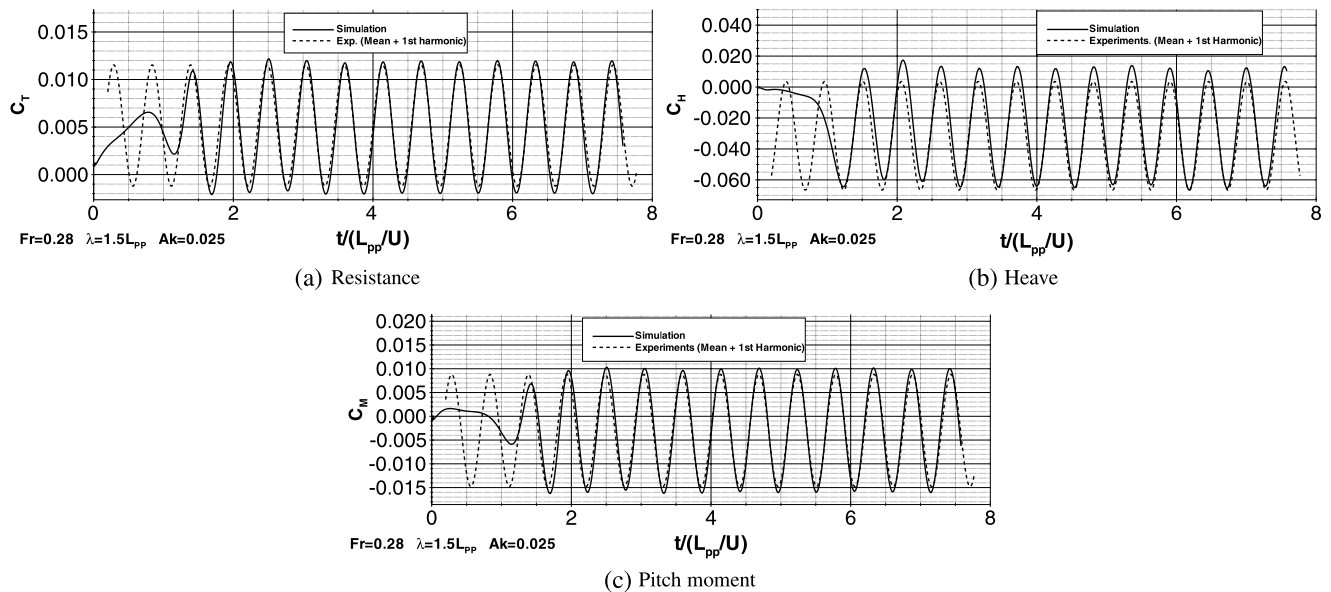 0.015
0.010
0.005
0.000
C_T
Simulation
Exp. (Mean + 1st harmonic)
0 2 4 6 8
Fr=0.28 λ=1.5L_PP Ak=0.025
t/(L_pp/U)
(a) Resistance
0.040
0.020
0.000
-0.020
-0.040
-0.060
C_H
Simulation
Experiments. (Mean + 1st Harmonic)
0 2 4 6 8
Fr=0.28 λ=1.5L_PP Ak=0.025
t/(L_pp/U)
(b) Heave
0.020
0.015
0.010
0.005
0.000
-0.005
-0.010
-0.015
C_M
Simulation
Experiments (Mean + 1st Harmonic)
0 2 4 6 8
Fr=0.28 λ=1.5L_PP Ak=0.025
t/(L_pp/U)
(c) Pitch moment